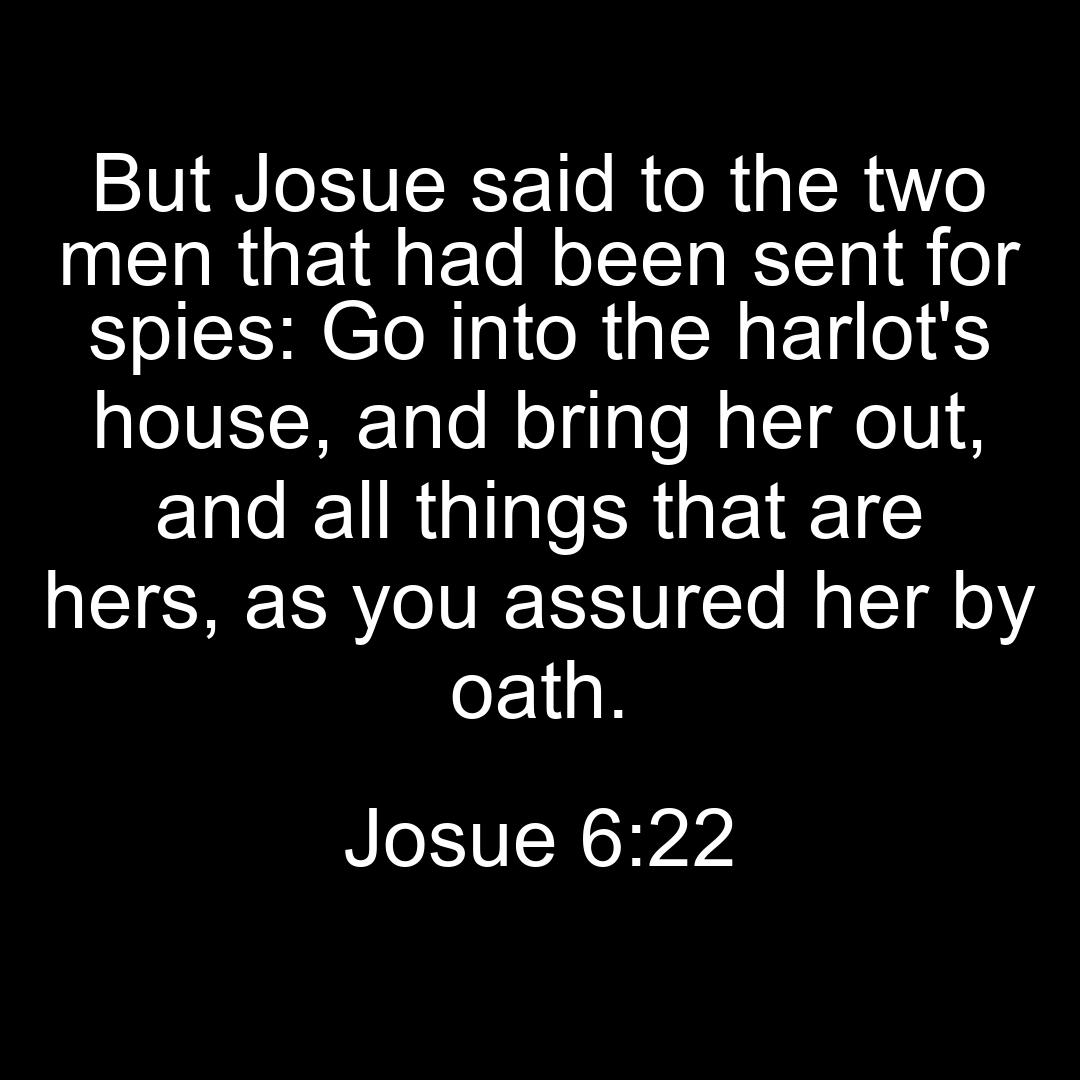 But Josue said to the two
men that had been sent for
spies: Go into the harlot's
house, and bring her out,
and all things that are
hers, as you assured her by
oath.
Josue 6:22